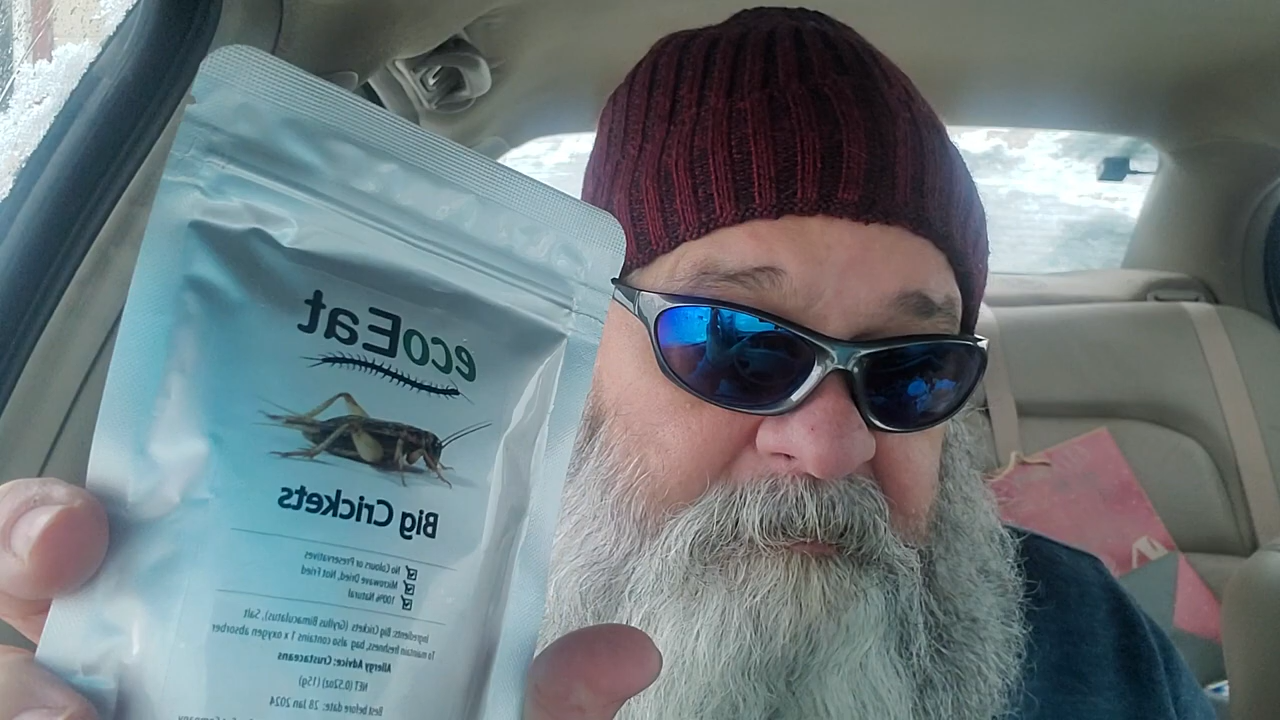 ecoEat
Big Crickets
No Colours or Preservatives
Microwave Dried, Not Fried
100% Natural
Ingredients: Big Crickets (Gryllus Bimaculatus), Salt
To maintain freshness, bag also contains 1 x oxygen absorber
Allergy Advice: Crustaceans
NET (0.52oz) (15g)
Best before date: 28 Jan 2024
Company